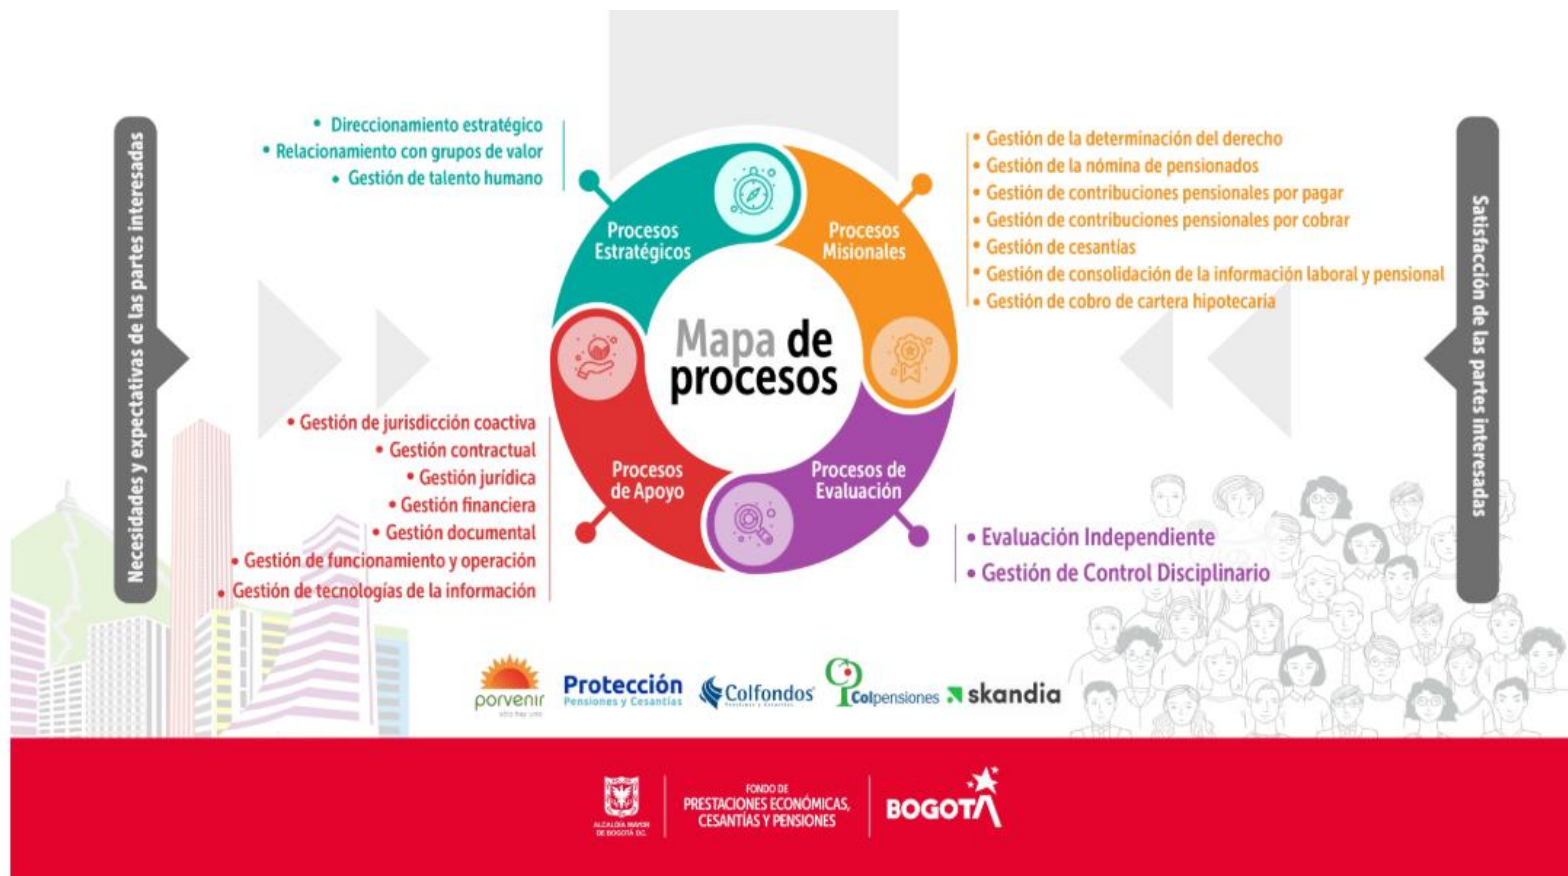 Necesidades y expectativas de las partes interesadas
• Direccionamiento estratégico
• Relacionamiento con grupos de valor
• Gestión de talento humano
Procesos
Estratégicos
Procesos
Misionales
• Gestión de la determinación del derecho
• Gestión de la nómina de pensionados
• Gestión de contribuciones pensionales por pagar
• Gestión de contribuciones pensionales por cobrar
• Gestión de cesantías
• Gestión de consolidación de la información laboral y pensional
• Gestión de cobro de cartera hipotecaria
Satisfacción de las partes interesadas
Mapa de
procesos
• Gestión de jurisdicción coactiva
• Gestión contractual
• Gestión jurídica
• Gestión financiera
• Gestión documental
• Gestión de funcionamiento y operación
• Gestión de tecnologías de la información
Procesos
de Apoyo
Procesos de
Evaluación
• Evaluación Independiente
• Gestión de Control Disciplinario
porvenir
Protección
Pensiones y Cesantías
Colfondos
Colpensiones
skandia
ALCALDÍA MAYOR
DE BOGOTÁ D.C.
FONDO DE
PRESTACIONES ECONÓMICAS,
CESANTÍAS Y PENSIONES
BOGOTÁ